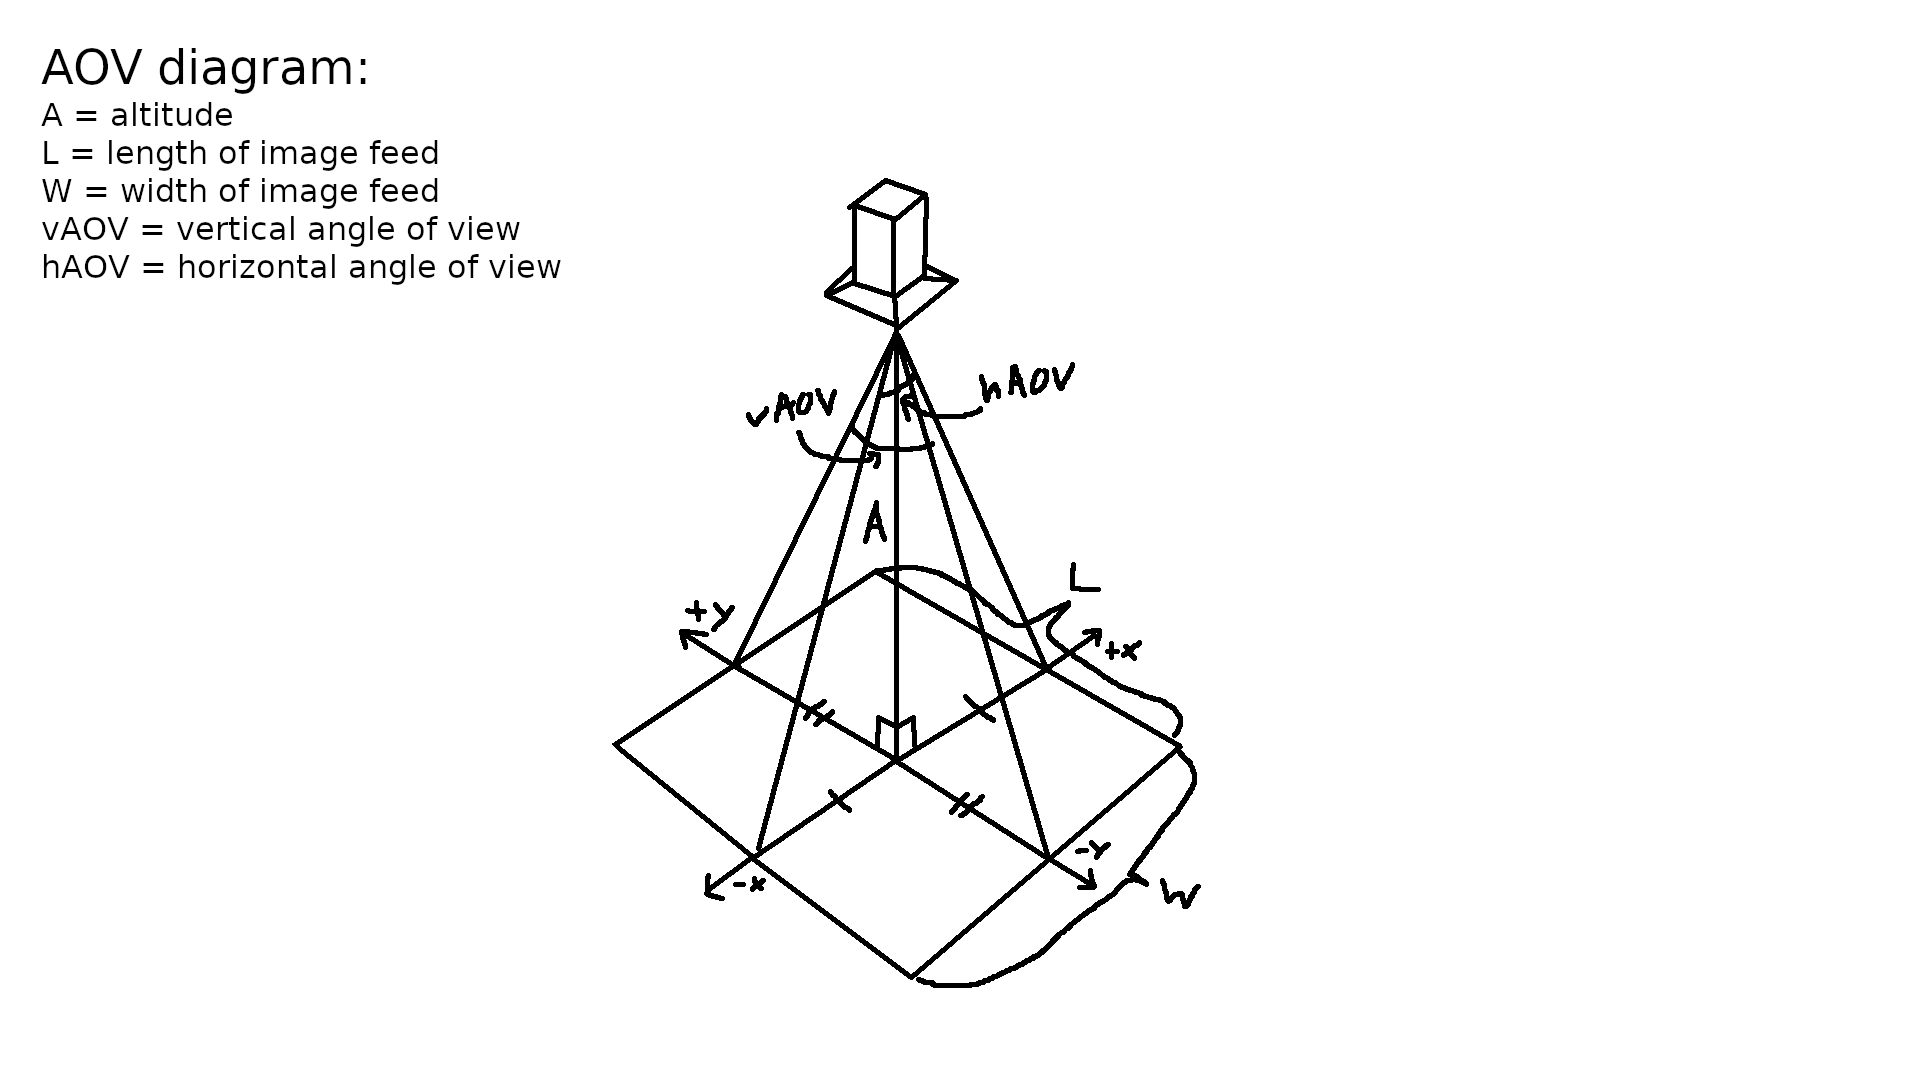 AOV diagram:
A = altitude
L = length of image feed
W = width of image feed
vAOV = vertical angle of view
hAOV = horizontal angle of view
hAOV
vAOV
A
L
+y
+x
-y
-x
W